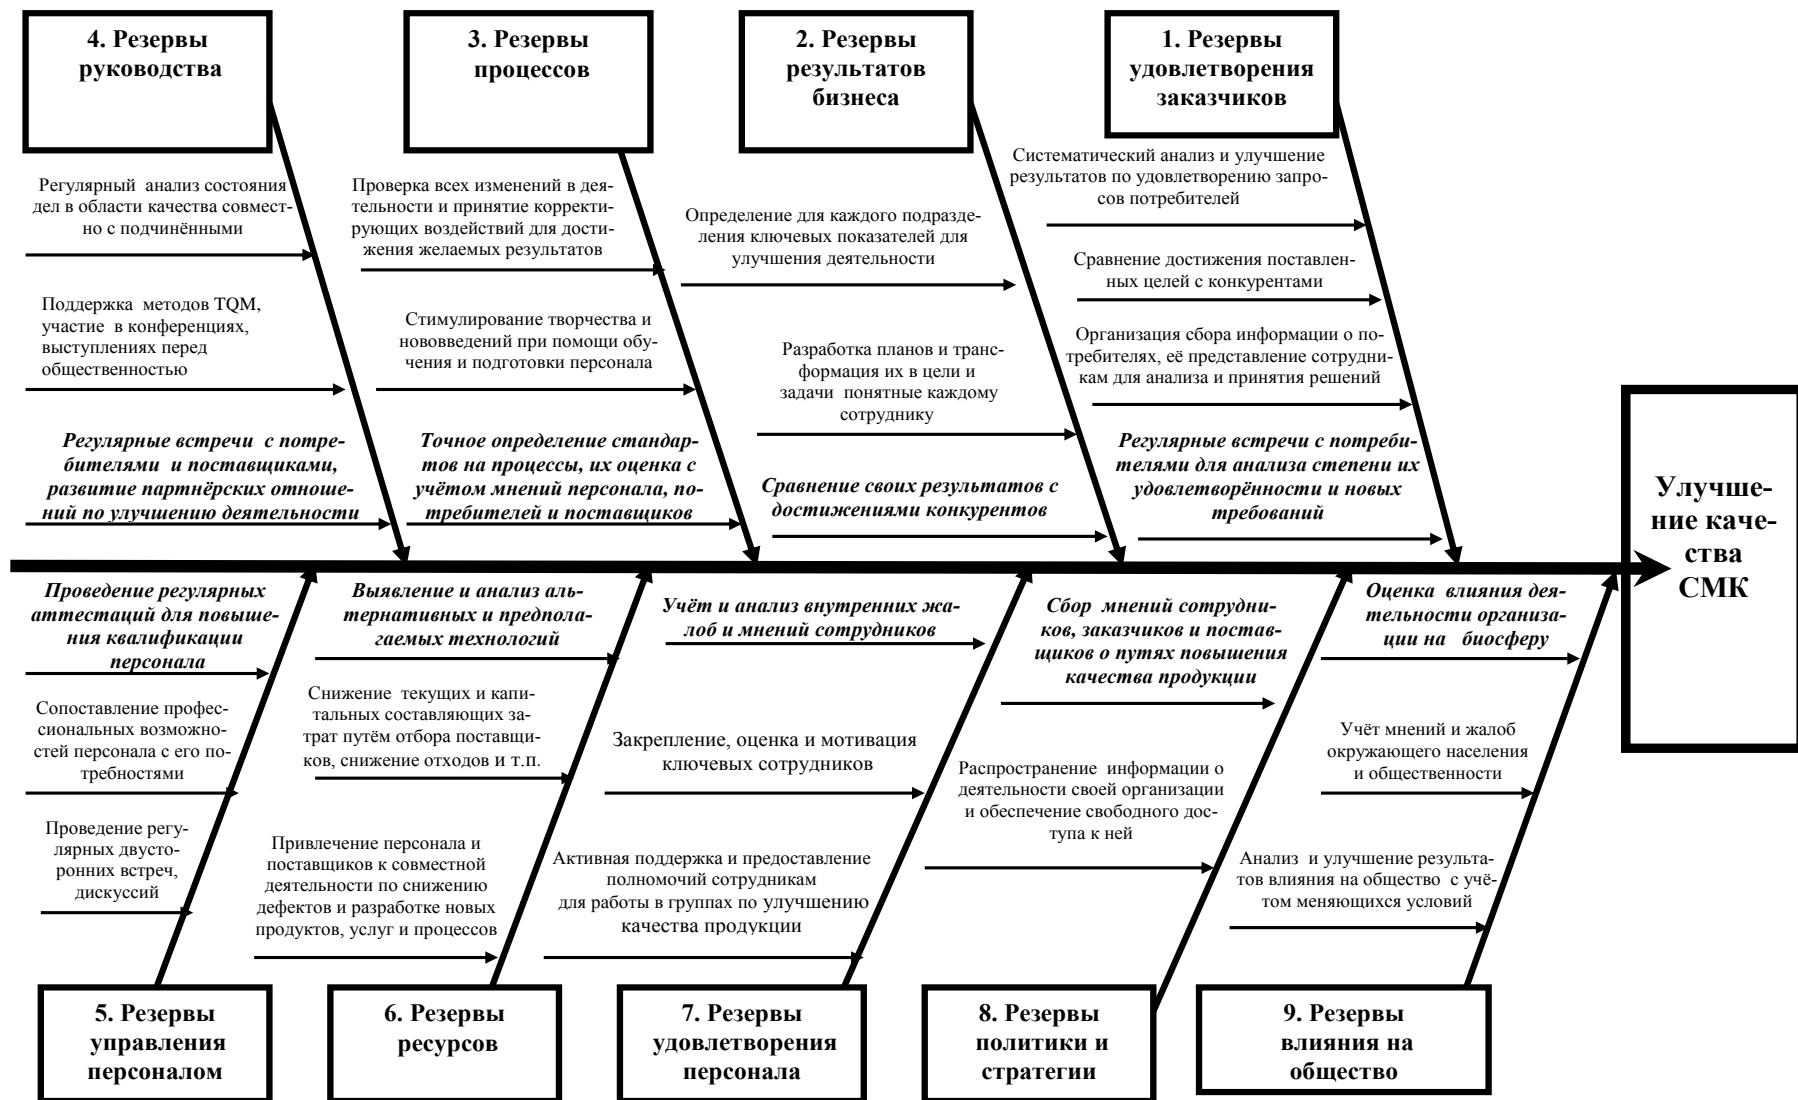 4. Резервы
руководства
3. Резервы
процессов
2. Резервы
результатов
бизнеса
1. Резервы
удовлетворения
заказчиков
Регулярный анализ состояния
дел в области качества совмест-
но с подчинёнными
Поддержка методов TQM,
участие в конференциях,
выступлениях перед
общественностью
Регулярные встречи с потре-
бителями и поставщиками,
развитие партнёрских отноше-
ний по улучшению деятельности
Проверка всех изменений в дея-
тельности и принятие корректи-
рующих воздействий для дости-
жения желаемых результатов
Стимулирование творчества и
нововведений при помощи обу-
чения и подготовки персонала
Точное определение стандар-
тов на процессы, их оценка с
учётом мнений персонала, по-
требителей и поставщиков
Определение для каждого подразде-
ления ключевых показателей для
улучшения деятельности
Разработка планов и транс-
формация их в цели и
задачи понятные каждому
сотруднику
Сравнение своих результатов с
достижениями конкурентов
Систематический анализ и улучшение
результатов по удовлетворению запро-
сов потребителей
Сравнение достижения поставлен-
ных целей с конкурентами
Организация сбора информации о по-
требителях, её представление сотрудни-
кам для анализа и принятия решений
Регулярные встречи с потреби-
телями для анализа степени их
удовлетворённости и новых
требований
Улучше-
ние каче-
ства
СМК
Проведение регулярных
аттестаций для повыше-
ния квалификации
персонала
Сопоставление профес-
сиональных возможно-
стей персонала с его по-
требностями
Проведение регу-
лярных двусто-
ронних встреч,
дискуссий
Выявление и анализ аль-
тернативных и предпола-
гаемых технологий
Снижение текущих и капи-
тальных составляющих за-
трат путём отбора поставщи-
ков, снижение отходов и т.п.
Привлечение персонала и
поставщиков к совместной
деятельности по снижению
дефектов и разработке новых
продуктов, услуг и процессов
Учёт и анализ внутренних жа-
лоб и мнений сотрудников
Закрепление, оценка и мотивация
ключевых сотрудников
Активная поддержка и предоставление
полномочий сотрудникам
для работы в группах по улучшению
качества продукции
Сбор мнений сотрудни-
ков, заказчиков и постав-
щиков о путях повышения
качества продукции
Распространение информации о
деятельности своей организации
и обеспечение свободного дос-
тупа к ней
Оценка влияния дея-
тельности организа-
ции на биосферу
Учёт мнений и жалоб
окружающего населения
и общественности
Анализ и улучшение результа-
тов влияния на общество с учё-
том меняющихся условий
5. Резервы
управления
персоналом
6. Резервы
ресурсов
7. Резервы
удовлетворения
персонала
8. Резервы
политики и
стратегии
9. Резервы
влияния на
общество